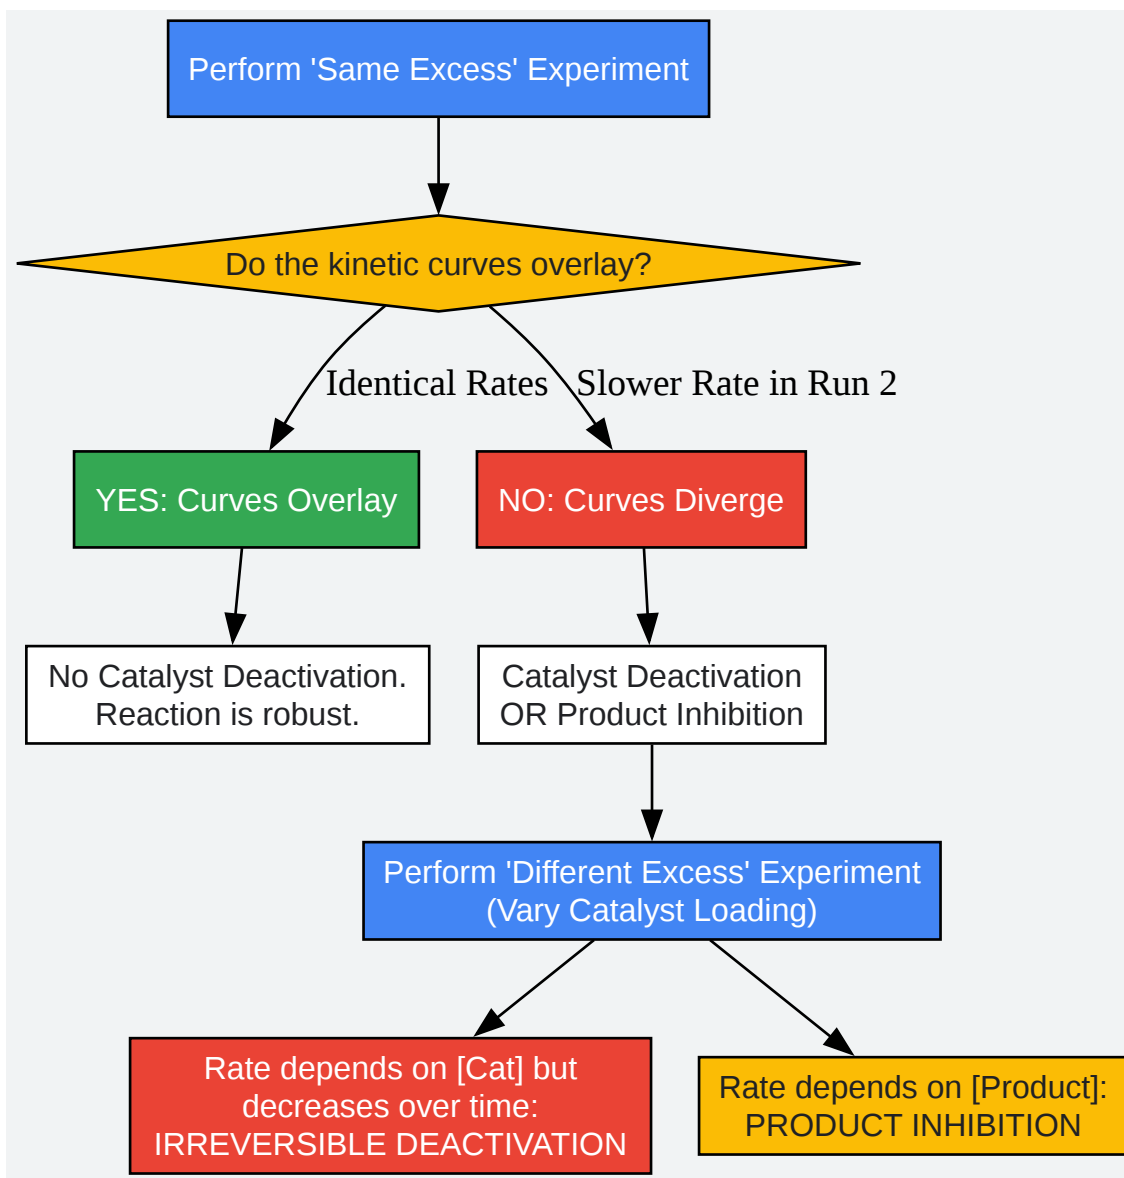 Perform 'Same Excess' Experiment
Do the kinetic curves overlay?
Identical Rates
Slower Rate in Run 2
YES: Curves Overlay
NO: Curves Diverge
No Catalyst Deactivation.
Reaction is robust.
Catalyst Deactivation
OR Product Inhibition
Perform 'Different Excess' Experiment
(Vary Catalyst Loading)
Rate depends on [Cat] but
decreases over time:
IRREVERSIBLE DEACTIVATION
Rate depends on [Product]:
PRODUCT INHIBITION